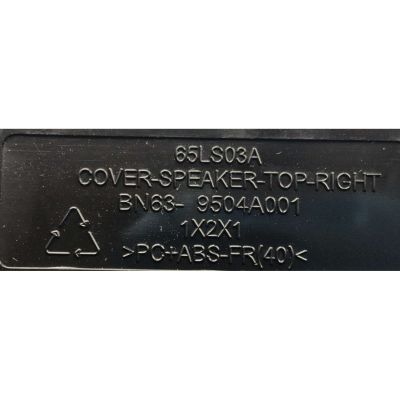 65LS03A
COVER-SPEAKER-TOP-RIGHT
BN63- 9504A001
1X2X1
>PC+ABS-FR(40)<